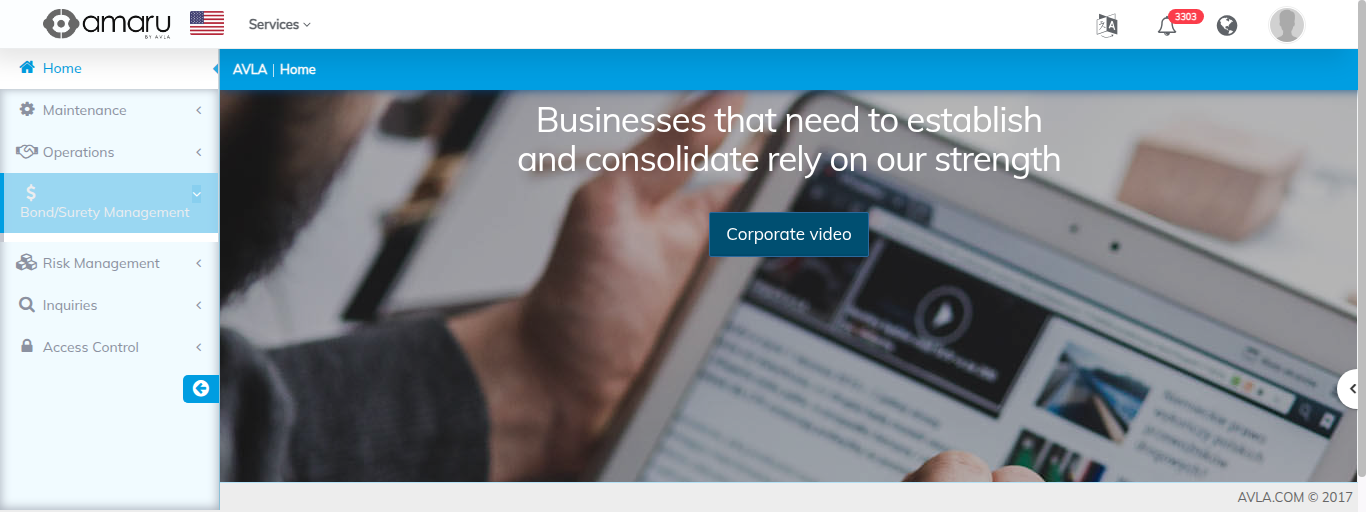 amaru
BY AVLA
Services
3303
Home
AVLA | Home
Maintenance
Operations
$
Bond/Surety Management
Risk Management
Inquiries
Access Control
Businesses that need to establish
and consolidate rely on our strength
Corporate video
AVLA.COM © 2017